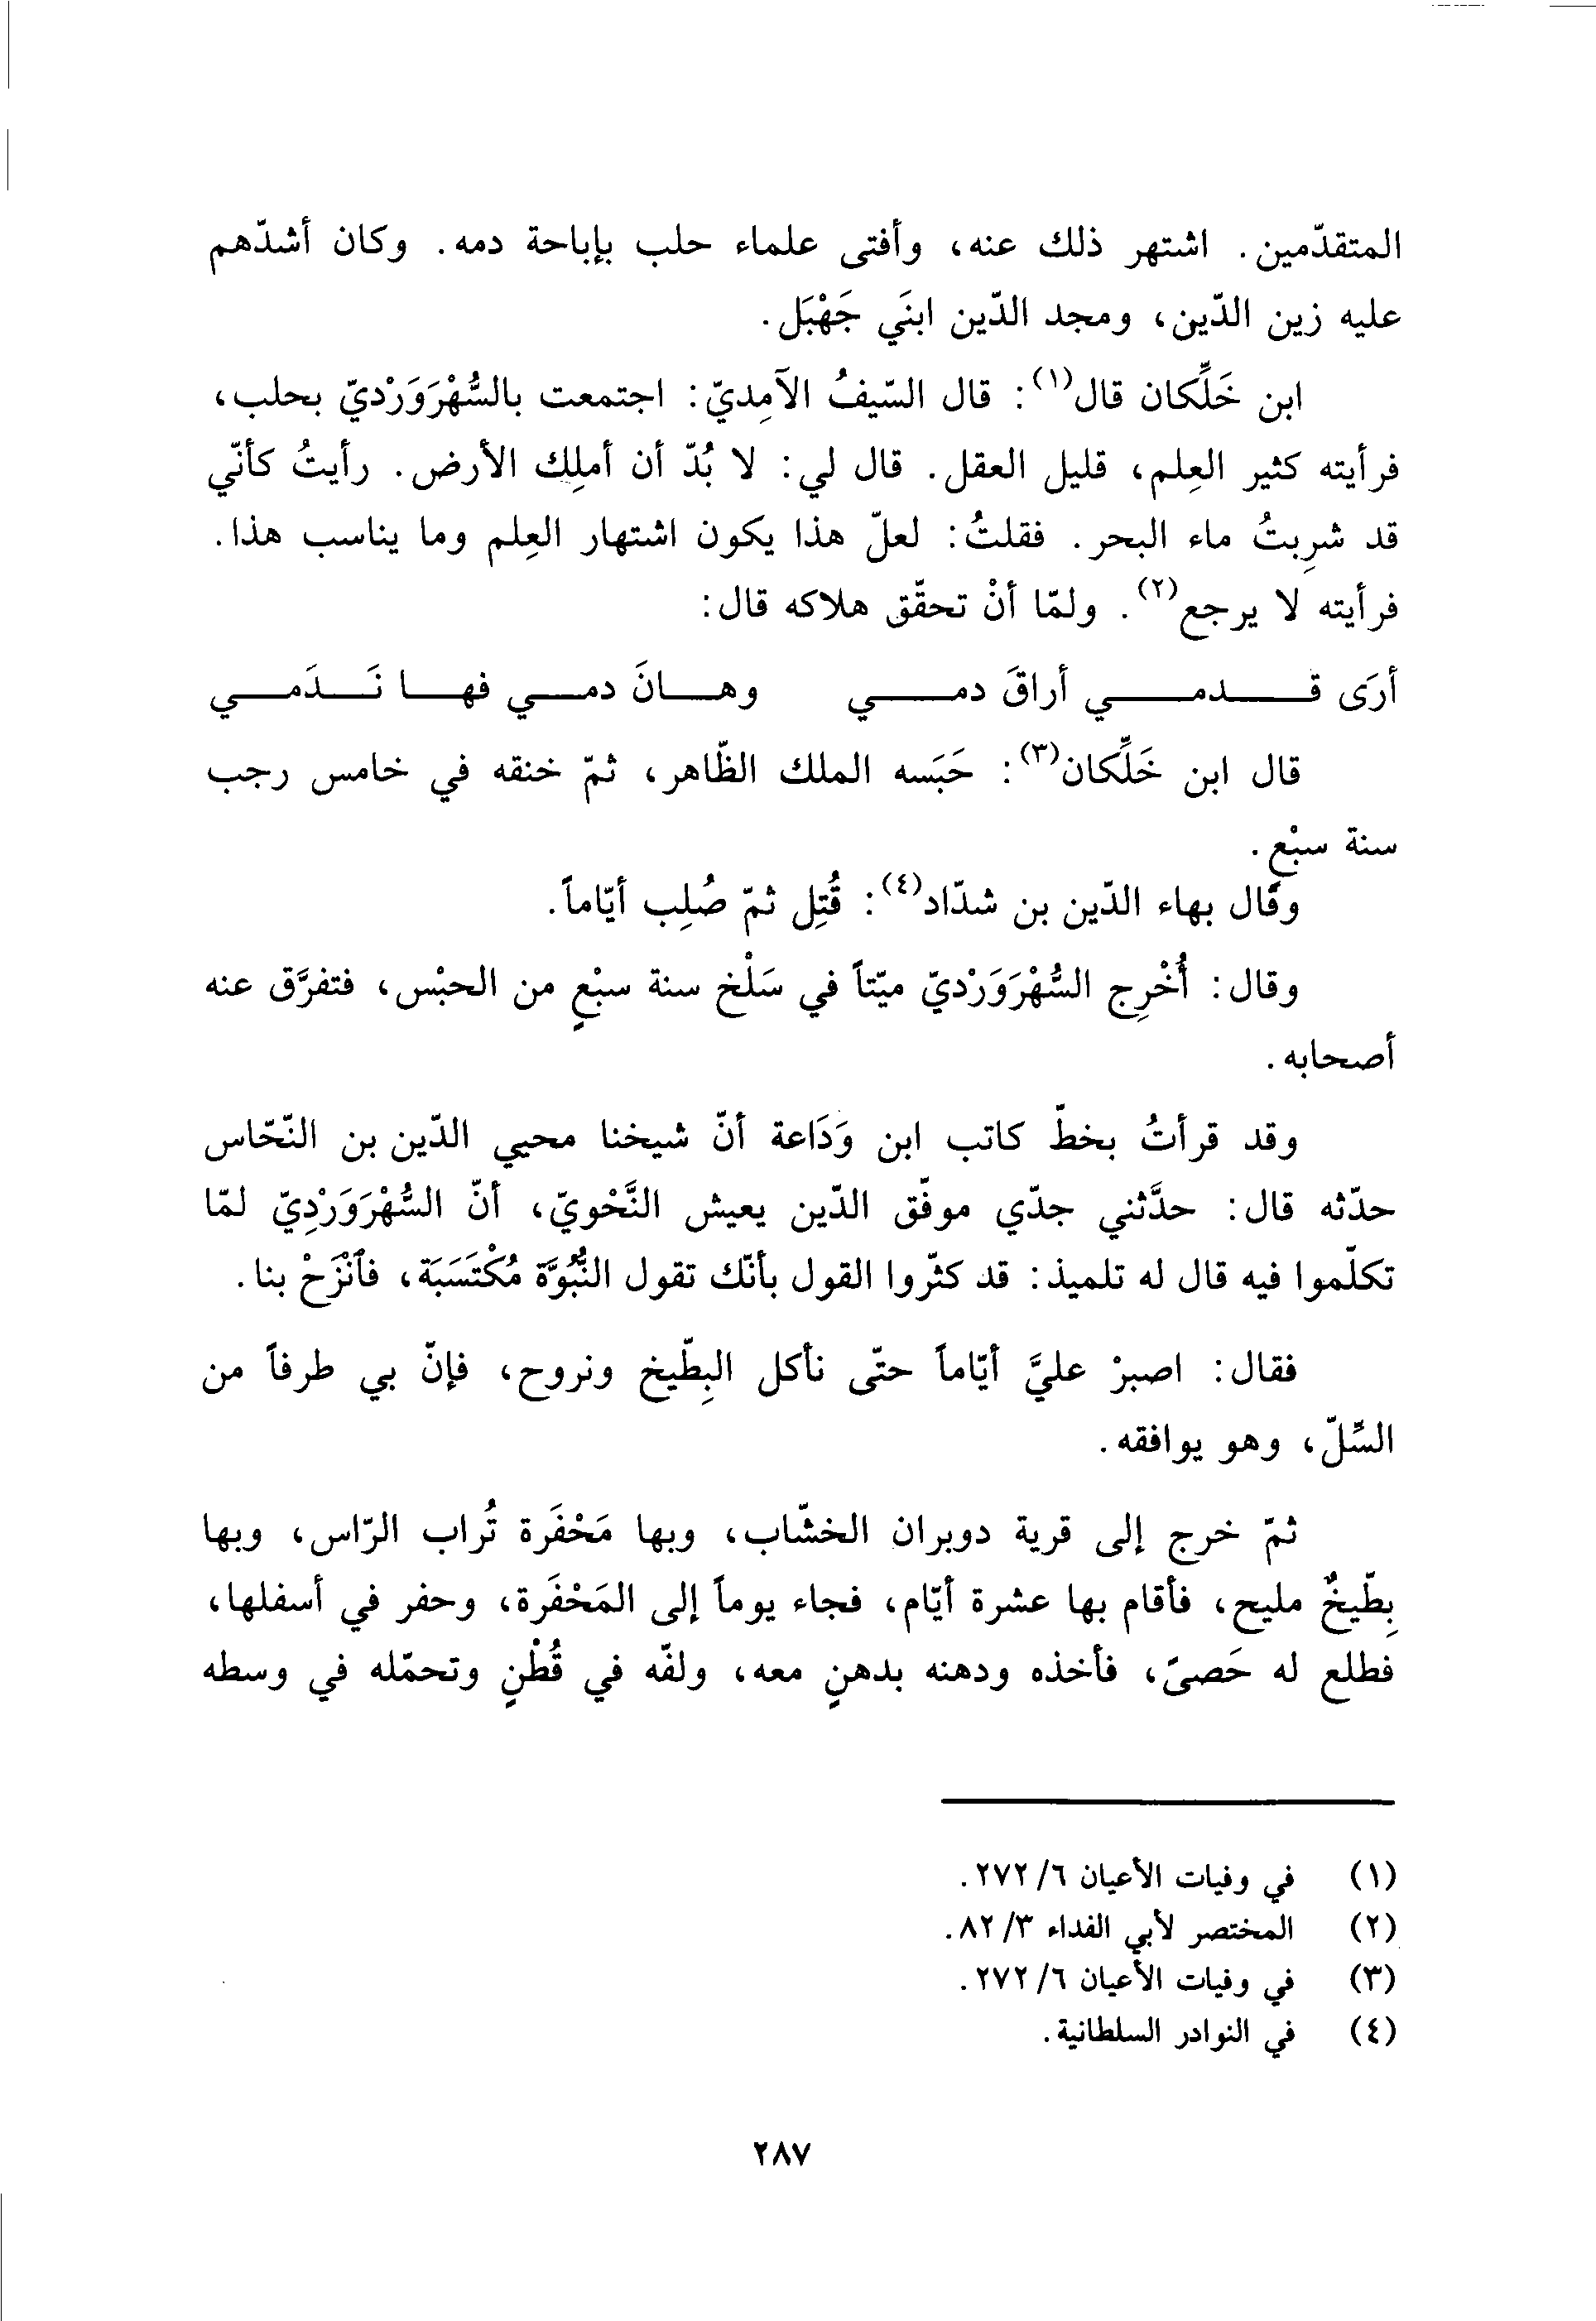 المتقدّمين. اشتهر ذلك عنه، وأفتى علماء حلب بإباحة دمه. وكان أشدّهم
عليه زين الدّين، ومجد الدّين ابنَي جَهْبَل.
ابن خَلِّكان قال(١): قال السّيفُ الآمِديّ: اجتمعت بالسُّهْرَوَرْديّ بحلب،
فرأيته كثير العِلم، قليل العقل. قال لي: لا بُدّ أن أملِك الأرض. رأيتُ كأنّي
قد شرِبتُ ماء البحر. فقلتُ: لعلّ هذا يكون اشتهار العِلم وما يناسب هذا.
فرأيته لا يرجع(٢). ولمّا أنْ تحقّق هلاكه قال:
أرَى قدمي أراقَ دمي وهانَ دمي فها نَدَمي
قال ابن خَلِّكان(٣): حَبَسه الملك الظّاهر، ثمّ خنقه في خامس رجب
سنة سبْعٍ.
وقال بهاء الدّين بن شدّاد(٤): قُتِل ثمّ صُلِب أيّاماً.
وقال: أُخْرِج السُّهْرَوَرْديّ ميّتاً في سَلْخ سنة سبْعٍ من الحبْس، فتفرَّق عنه
أصحابه.
وقد قرأتُ بخطّ كاتب ابن وَدَاعة أنّ شيخنا محيي الدّين بن النّحّاس
حدّثه قال: حدَّثني جدّي موفّق الدّين يعيش النَّحْويّ، أنّ السُّهْرَوَرْدِيّ لمّا
تكلّموا فيه قال له تلميذ: قد كثّروا القول بأنّك تقول النُّبُوَّة مُكْتَسَبَة، فٱنْزَحْ بنا.
فقال: اصبرْ عليَّ أيّاماً حتّى نأكل البِطّيخ ونروح، فإنّ بي طرفاً من
السِّلّ، وهو يوافقه.
ثمّ خرج إلى قرية دوبران الخشّاب، وبها مَحْفَرة تُراب الرّاس، وبها
بِطّيخٌ مليح، فأقام بها عشرة أيّام، فجاء يوماً إلى المَحْفَرة، وحفر في أسفلها،
فطلع له حَصىً، فأخذه ودهنه بدهنٍ معه، ولفّه في قُطْنٍ وتحمّله في وسطه
(١) في وفيات الأعيان ٦/ ٢٧٢.
(٢) المختصر لأبي الفداء ٣/ ٨٢.
(٣) في وفيات الأعيان ٦/ ٢٧٢.
(٤) في النوادر السلطانية.
٢٨٧